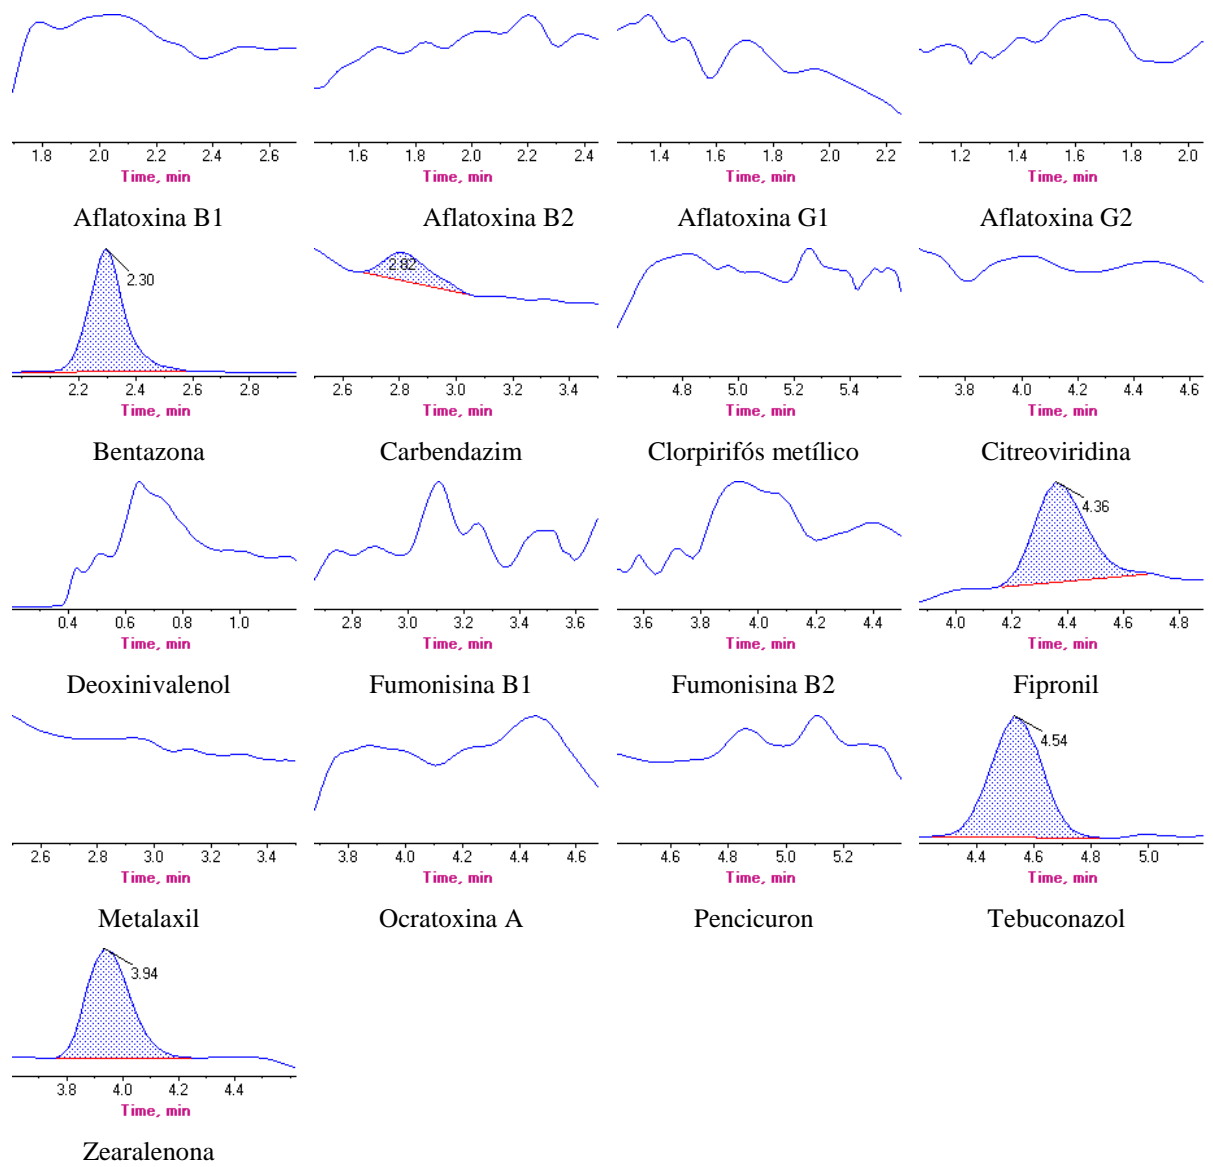 1.8 2.0 2.2 2.4 2.6 1.6 1.8 2.0 2.2 2.4 1.4 1.6 1.8 2.0 2.2 1.2 1.4 1.6 1.8 2.0
Time, min Time, min Time, min Time, min
Aflatoxina B1 Aflatoxina B2 Aflatoxina G1 Aflatoxina G2
2.30 2.82
2.2 2.4 2.6 2.8 2.6 2.8 3.0 3.2 3.4 4.8 5.0 5.2 5.4 3.8 4.0 4.2 4.4 4.6
Time, min Time, min Time, min Time, min
Bentazona Carbendazim Clorpirifós metílico Citreoviridina
4.36
0.4 0.6 0.8 1.0 2.8 3.0 3.2 3.4 3.6 3.6 3.8 4.0 4.2 4.4 4.0 4.2 4.4 4.6 4.8
Time, min Time, min Time, min Time, min
Deoxinivalenol Fumonisina B1 Fumonisina B2 Fipronil
4.54
2.6 2.8 3.0 3.2 3.4 3.8 4.0 4.2 4.4 4.6 4.6 4.8 5.0 5.2 4.4 4.6 4.8 5.0
Time, min Time, min Time, min Time, min
Metalaxil Ocratoxina A Pencicuron Tebuconazol
3.94
3.8 4.0 4.2 4.4
Time, min
Zearalenona